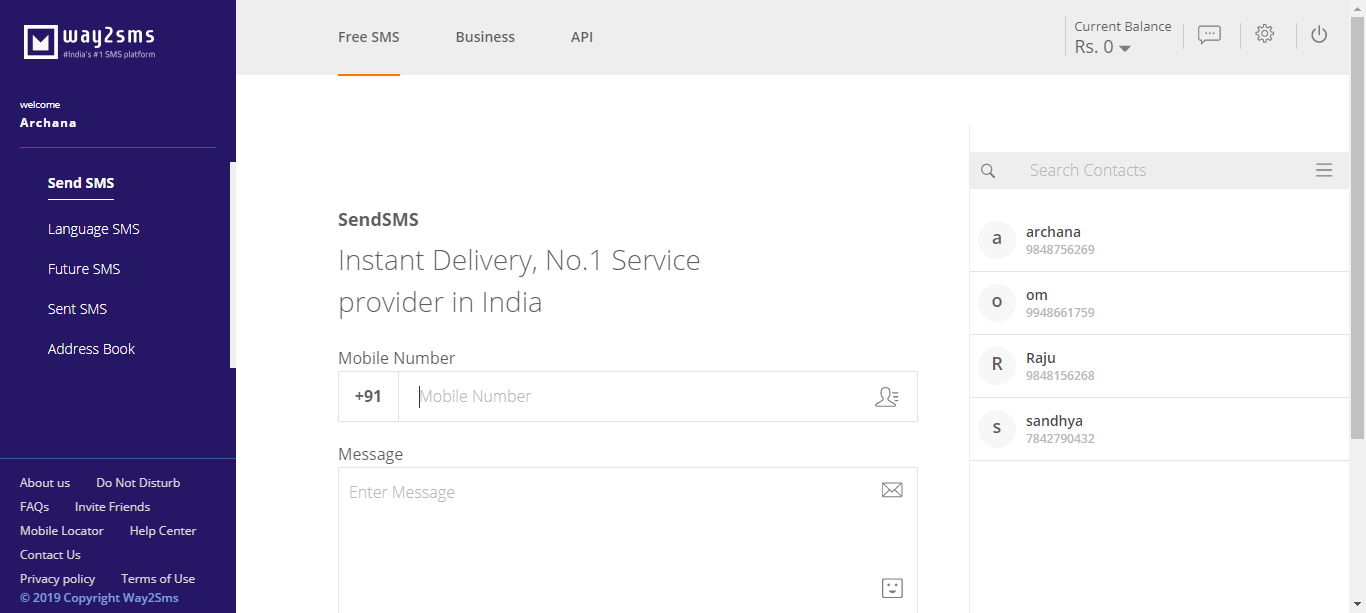 way2sms
#India's #1 SMS platform
welcome
Archana
Send SMS
Language SMS
Future SMS
Sent SMS
Address Book
About us Do Not Disturb
FAQs Invite Friends
Mobile Locator Help Center
Contact Us
Privacy policy Terms of Use
© 2019 Copyright Way2Sms
Free SMS Business API
Current Balance
Rs. 0
SendSMS
Instant Delivery, No.1 Service
provider in India
Mobile Number
+91 Mobile Number
Message
Enter Message
Search Contacts
a archana
9848756269
o om
9948661759
R Raju
9848156268
s sandhya
7842790432